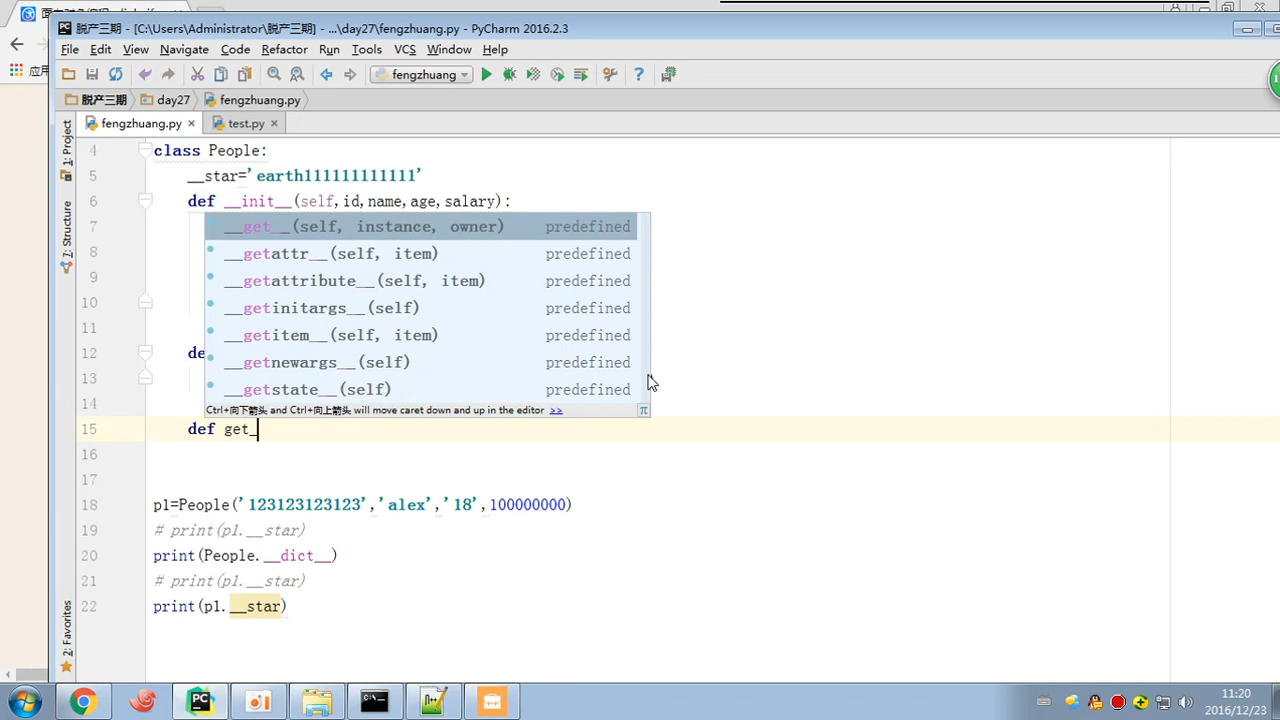 脱产三期 - [C:\Users\Administrator\脱产三期] - ...\day27\fengzhuang.py - PyCharm 2016.2.3
File Edit View Navigate Code Refactor Run Tools VCS Window Help
应用
fengzhuang
脱产三期 day27 fengzhuang.py
fengzhuang.py test.py
1: Project
7: Structure
2: Favorites
4 class People:
5 __star='earth111111111111'
6 def __init__(self,id,name,age,salary):
7 __get__(self, instance, owner) predefined
8 __getattr__(self, item) predefined
9 __getattribute__(self, item) predefined
10 __getinitargs__(self) predefined
11 __getitem__(self, item) predefined
12 de __getnewargs__(self) predefined
13 __getstate__(self) predefined
14 Ctrl+向下箭头 and Ctrl+向上箭头 will move caret down and up in the editor >> π
15 def get_
16
17
18 p1=People('123123123123','alex','18',100000000)
19 # print(p1.__star)
20 print(People.__dict__)
21 # print(p1.__star)
22 print(p1.__star)
11:20
2016/12/23